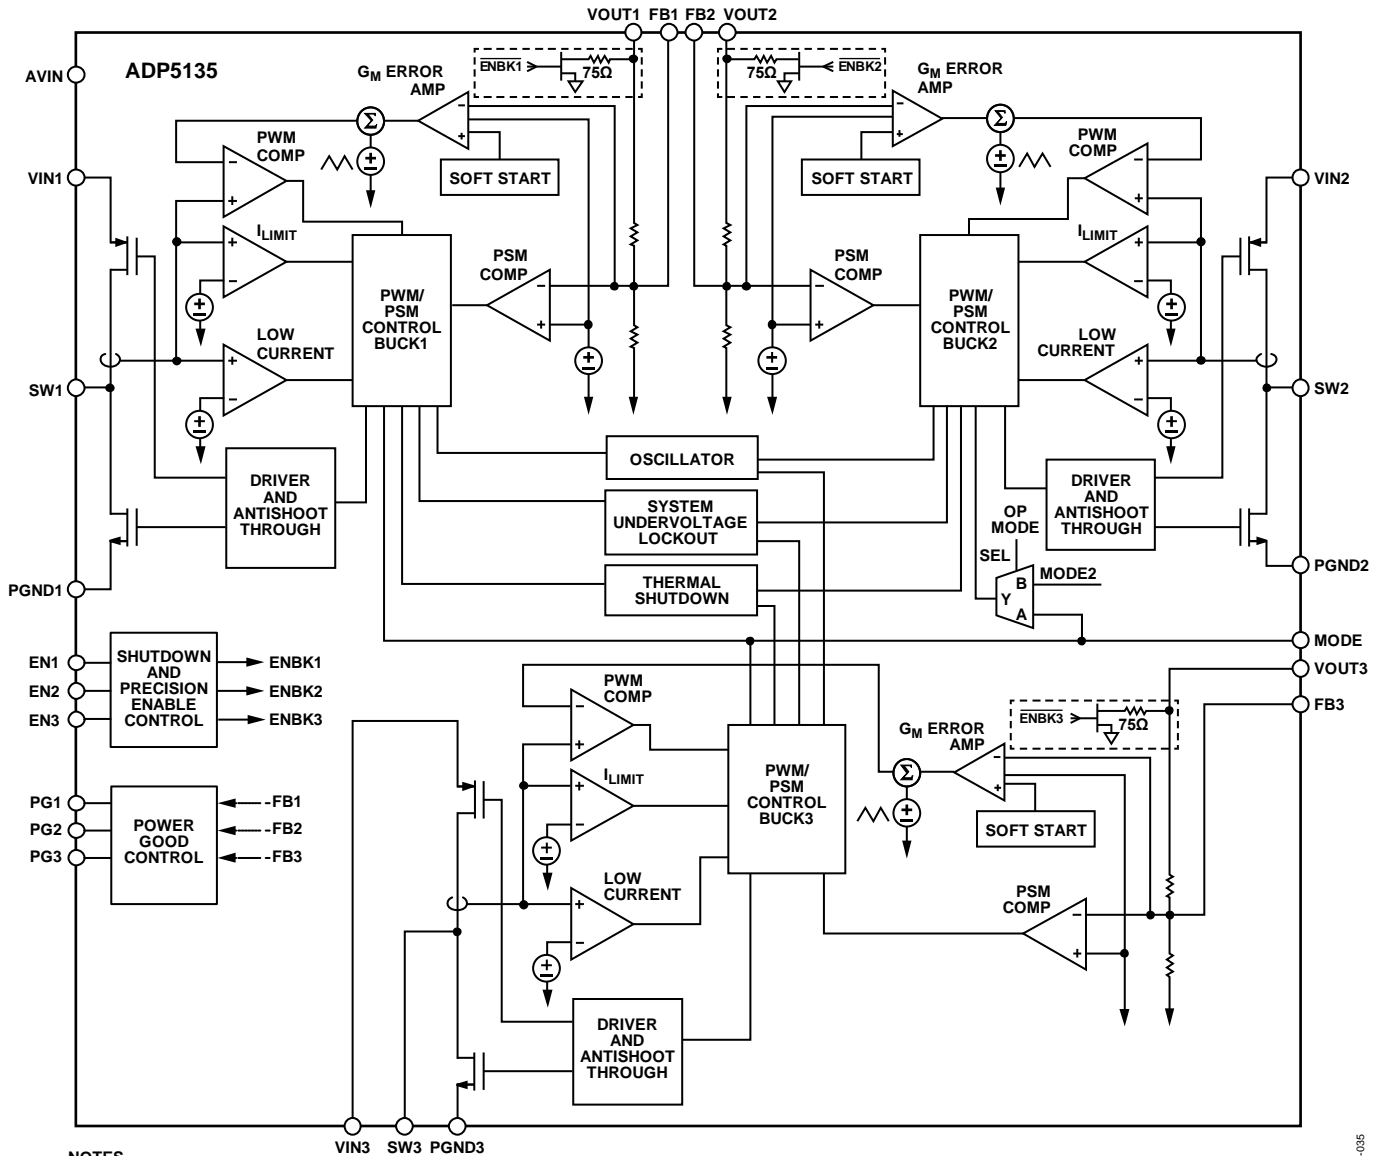 VOUT1 FB1 FB2 VOUT2
AVIN
ADP5135
GM ERROR
AMP
ENBK1
75Ω
75Ω
ENBK2
GM ERROR
AMP
Σ
Σ
PWM
COMP
PWM
COMP
−
+
−
+
+
SOFT START
SOFT START
−
+
+
−
+
VIN1
VIN2
ILIMIT
+
−
PWM/
PSM
CONTROL
BUCK1
PSM
COMP
−
+
PSM
COMP
−
+
PWM/
PSM
CONTROL
BUCK2
ILIMIT
+
−
LOW
CURRENT
+
−
LOW
CURRENT
+
−
±
±
±
±
±
±
±
±
SW1
SW2
DRIVER
AND
ANTISHOOT
THROUGH
OSCILLATOR
SYSTEM
UNDERVOLTAGE
LOCKOUT
THERMAL
SHUTDOWN
OP
MODE
SEL
B
Y
A
MODE2
DRIVER
AND
ANTISHOOT
THROUGH
PGND1
PGND2
MODE
VOUT3
FB3
EN1
EN2
EN3
SHUTDOWN
AND
PRECISION
ENABLE
CONTROL
ENBK1
ENBK2
ENBK3
PWM
COMP
−
+
ILIMIT
+
−
PWM/
PSM
CONTROL
BUCK3
GM ERROR
AMP
ENBK3
75Ω
Σ
−
+
+
SOFT START
±
±
PG1
PG2
PG3
POWER
GOOD
CONTROL
-FB1
-FB2
-FB3
LOW
CURRENT
+
−
±
PSM
COMP
−
+
DRIVER
AND
ANTISHOOT
THROUGH
VIN3 SW3 PGND3
NOTES
-035